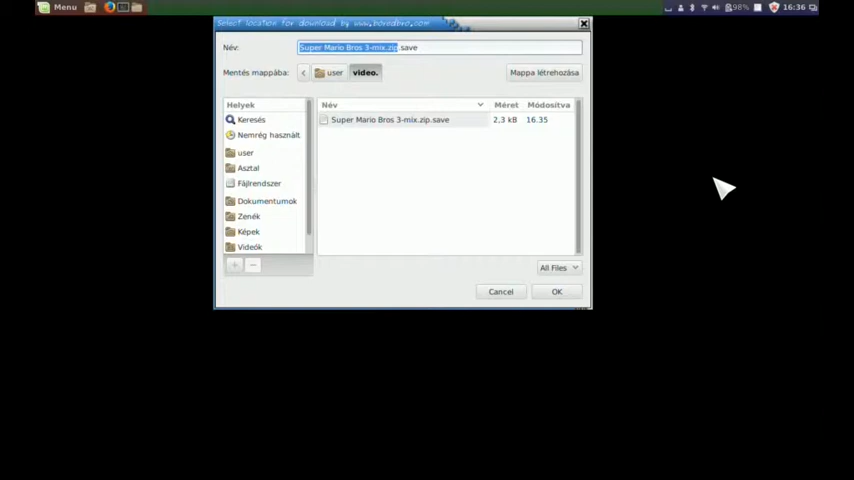 Menu
98%
16:36
Select location for download by www.boredbro.com
Név:
Super Mario Bros 3-mix.zip.save
Mentés mappába:
user
video.
Mappa létrehozása
Helyek
Név
Méret
Módosítva
Keresés
Super Mario Bros 3-mix.zip.save
2,3 kB
16.35
Nemrég használt
user
Asztal
Fájlrendszer
Dokumentumok
Zenék
Képek
Videók
All Files
Cancel
OK